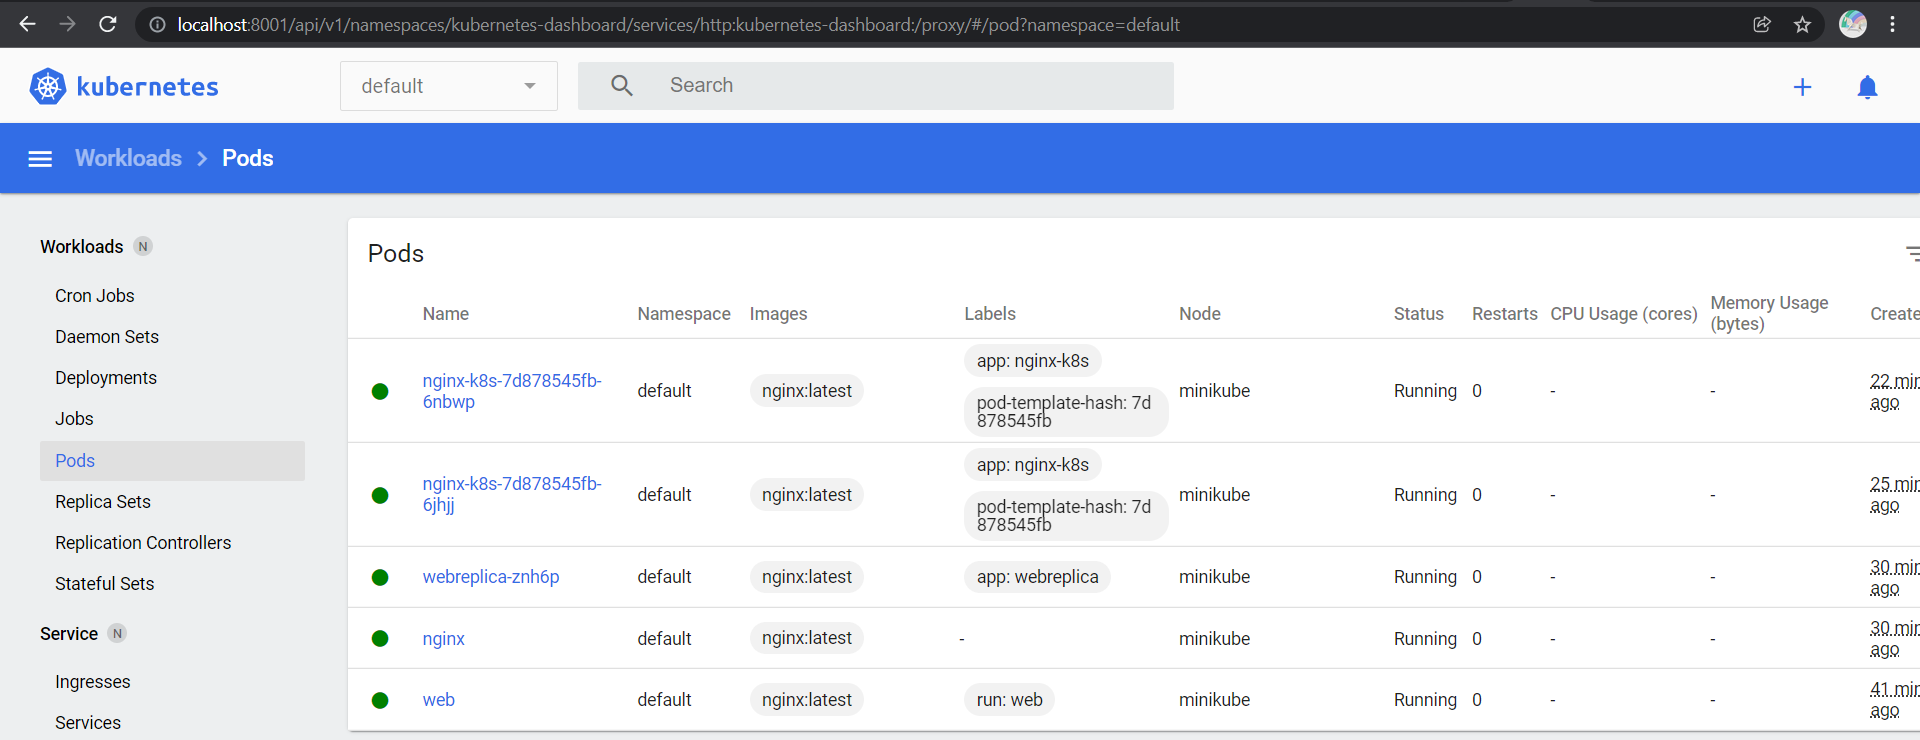 localhost:8001/api/v1/namespaces/kubernetes-dashboard/services/http:kubernetes-dashboard:/proxy/#/pod?namespace=default
kubernetes
default
Search
Workloads > Pods
Workloads N
Cron Jobs
Daemon Sets
Deployments
Jobs
Pods
Replica Sets
Replication Controllers
Stateful Sets
Service N
Ingresses
Services
Pods
Name Namespace Images Labels Node Status Restarts CPU Usage (cores) Memory Usage (bytes) Create
nginx-k8s-7d878545fb-6nbwp default nginx:latest app: nginx-k8s pod-template-hash: 7d878545fb minikube Running 0 - - 22 min ago
nginx-k8s-7d878545fb-6jhjj default nginx:latest app: nginx-k8s pod-template-hash: 7d878545fb minikube Running 0 - - 25 min ago
webreplica-znh6p default nginx:latest app: webreplica minikube Running 0 - - 30 min ago
nginx default nginx:latest - minikube Running 0 - - 30 min ago
web default nginx:latest run: web minikube Running 0 - - 41 min ago